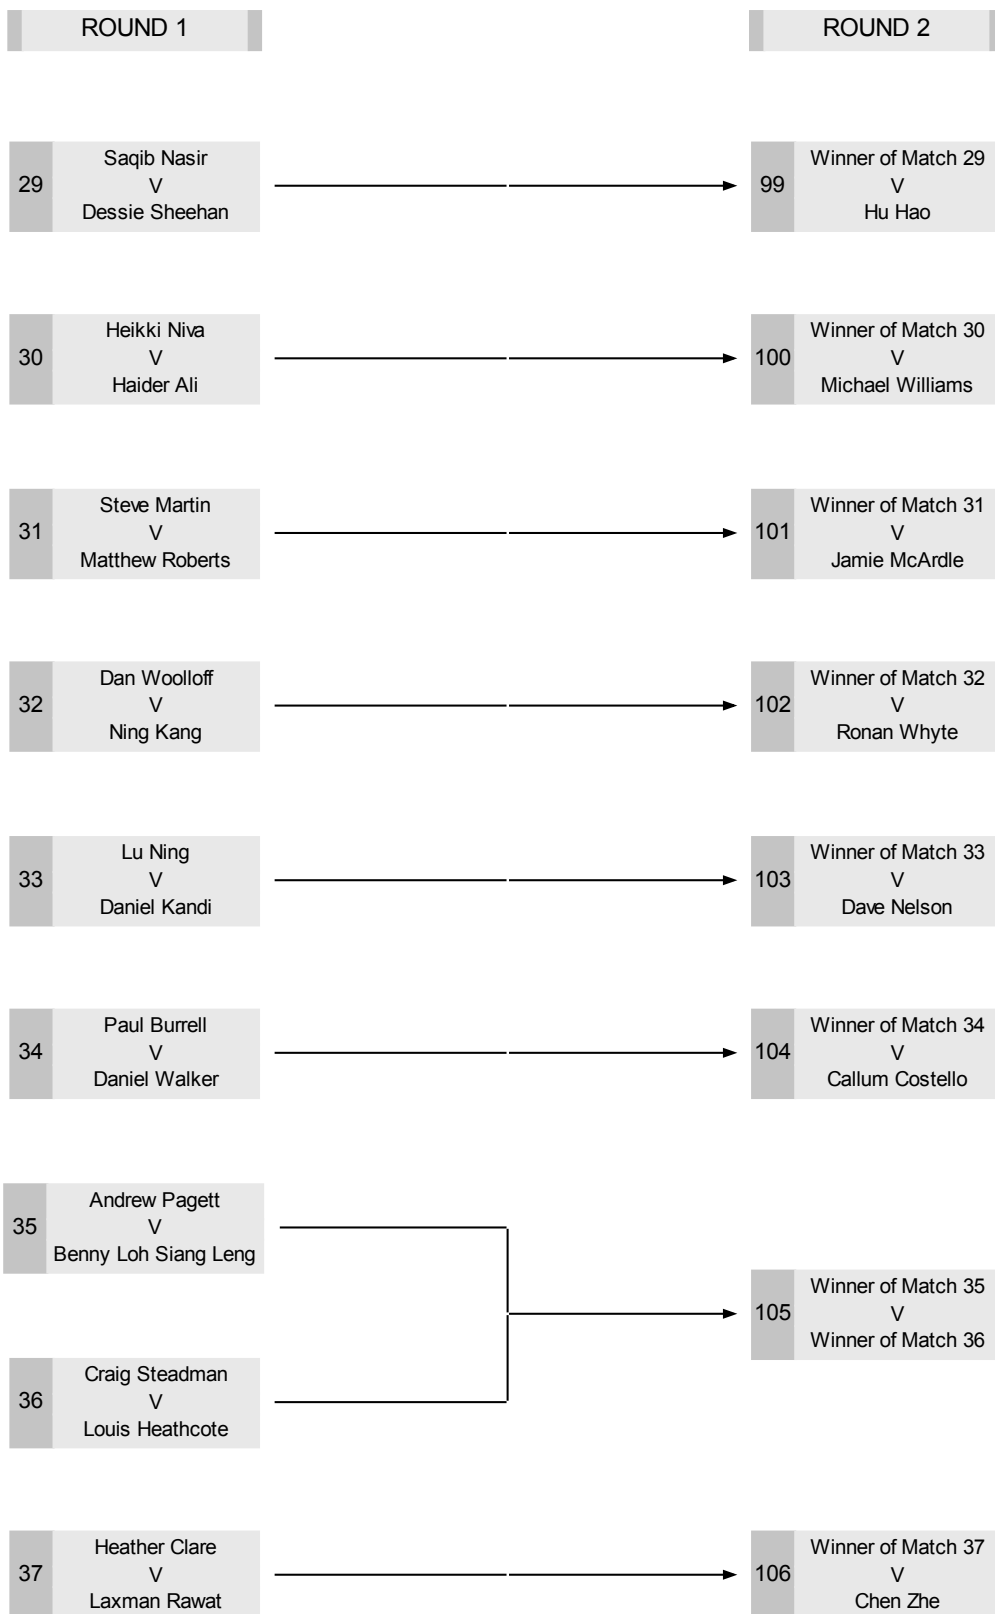 ROUND 1
ROUND 2
29
Saqib Nasir
V
Dessie Sheehan
99
Winner of Match 29
V
Hu Hao
30
Heikki Niva
V
Haider Ali
100
Winner of Match 30
V
Michael Williams
31
Steve Martin
V
Matthew Roberts
101
Winner of Match 31
V
Jamie McArdle
32
Dan Woolloff
V
Ning Kang
102
Winner of Match 32
V
Ronan Whyte
33
Lu Ning
V
Daniel Kandi
103
Winner of Match 33
V
Dave Nelson
34
Paul Burrell
V
Daniel Walker
104
Winner of Match 34
V
Callum Costello
35
Andrew Pagett
V
Benny Loh Siang Leng
105
Winner of Match 35
V
Winner of Match 36
36
Craig Steadman
V
Louis Heathcote
37
Heather Clare
V
Laxman Rawat
106
Winner of Match 37
V
Chen Zhe